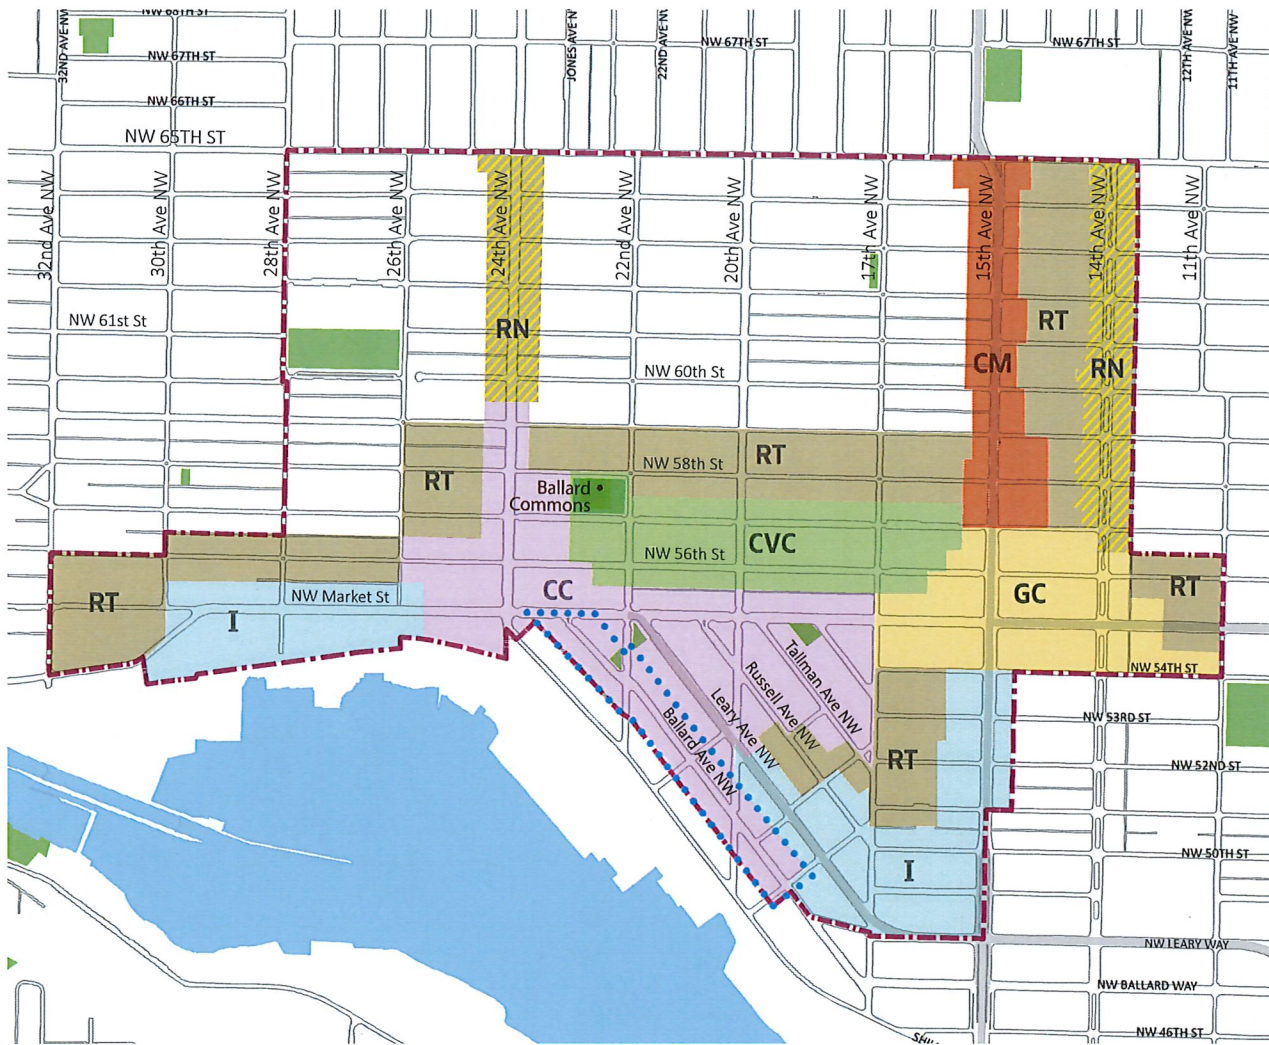 NW 68TH ST
32ND AVE NW
JONES AVE N
22ND AVE NW
12TH AVE NW
11TH AVE NW
NW 67TH ST
NW 67TH ST
NW 67TH ST
NW 66TH ST
NW 65TH ST
32nd Ave NW
30th Ave NW
28th Ave NW
26th Ave NW
24th Ave NW
22nd Ave NW
20th Ave NW
17th Ave NW
15th Ave NW
14th Ave NW
11th Ave NW
NW 61st St
RN
RT
CM
RN
NW 60th St
RT
NW 58th St
RT
Ballard
Commons
CVC
NW 56th St
CC
GC
RT
RT
I
NW Market St
Tallman Ave NW
Russell Ave NW
Leary Ave NW
Ballard Ave NW
NW 54TH ST
NW 53RD ST
RT
NW 52ND ST
NW 50TH ST
I
NW LEARY WAY
NW BALLARD WAY
NW 46TH ST